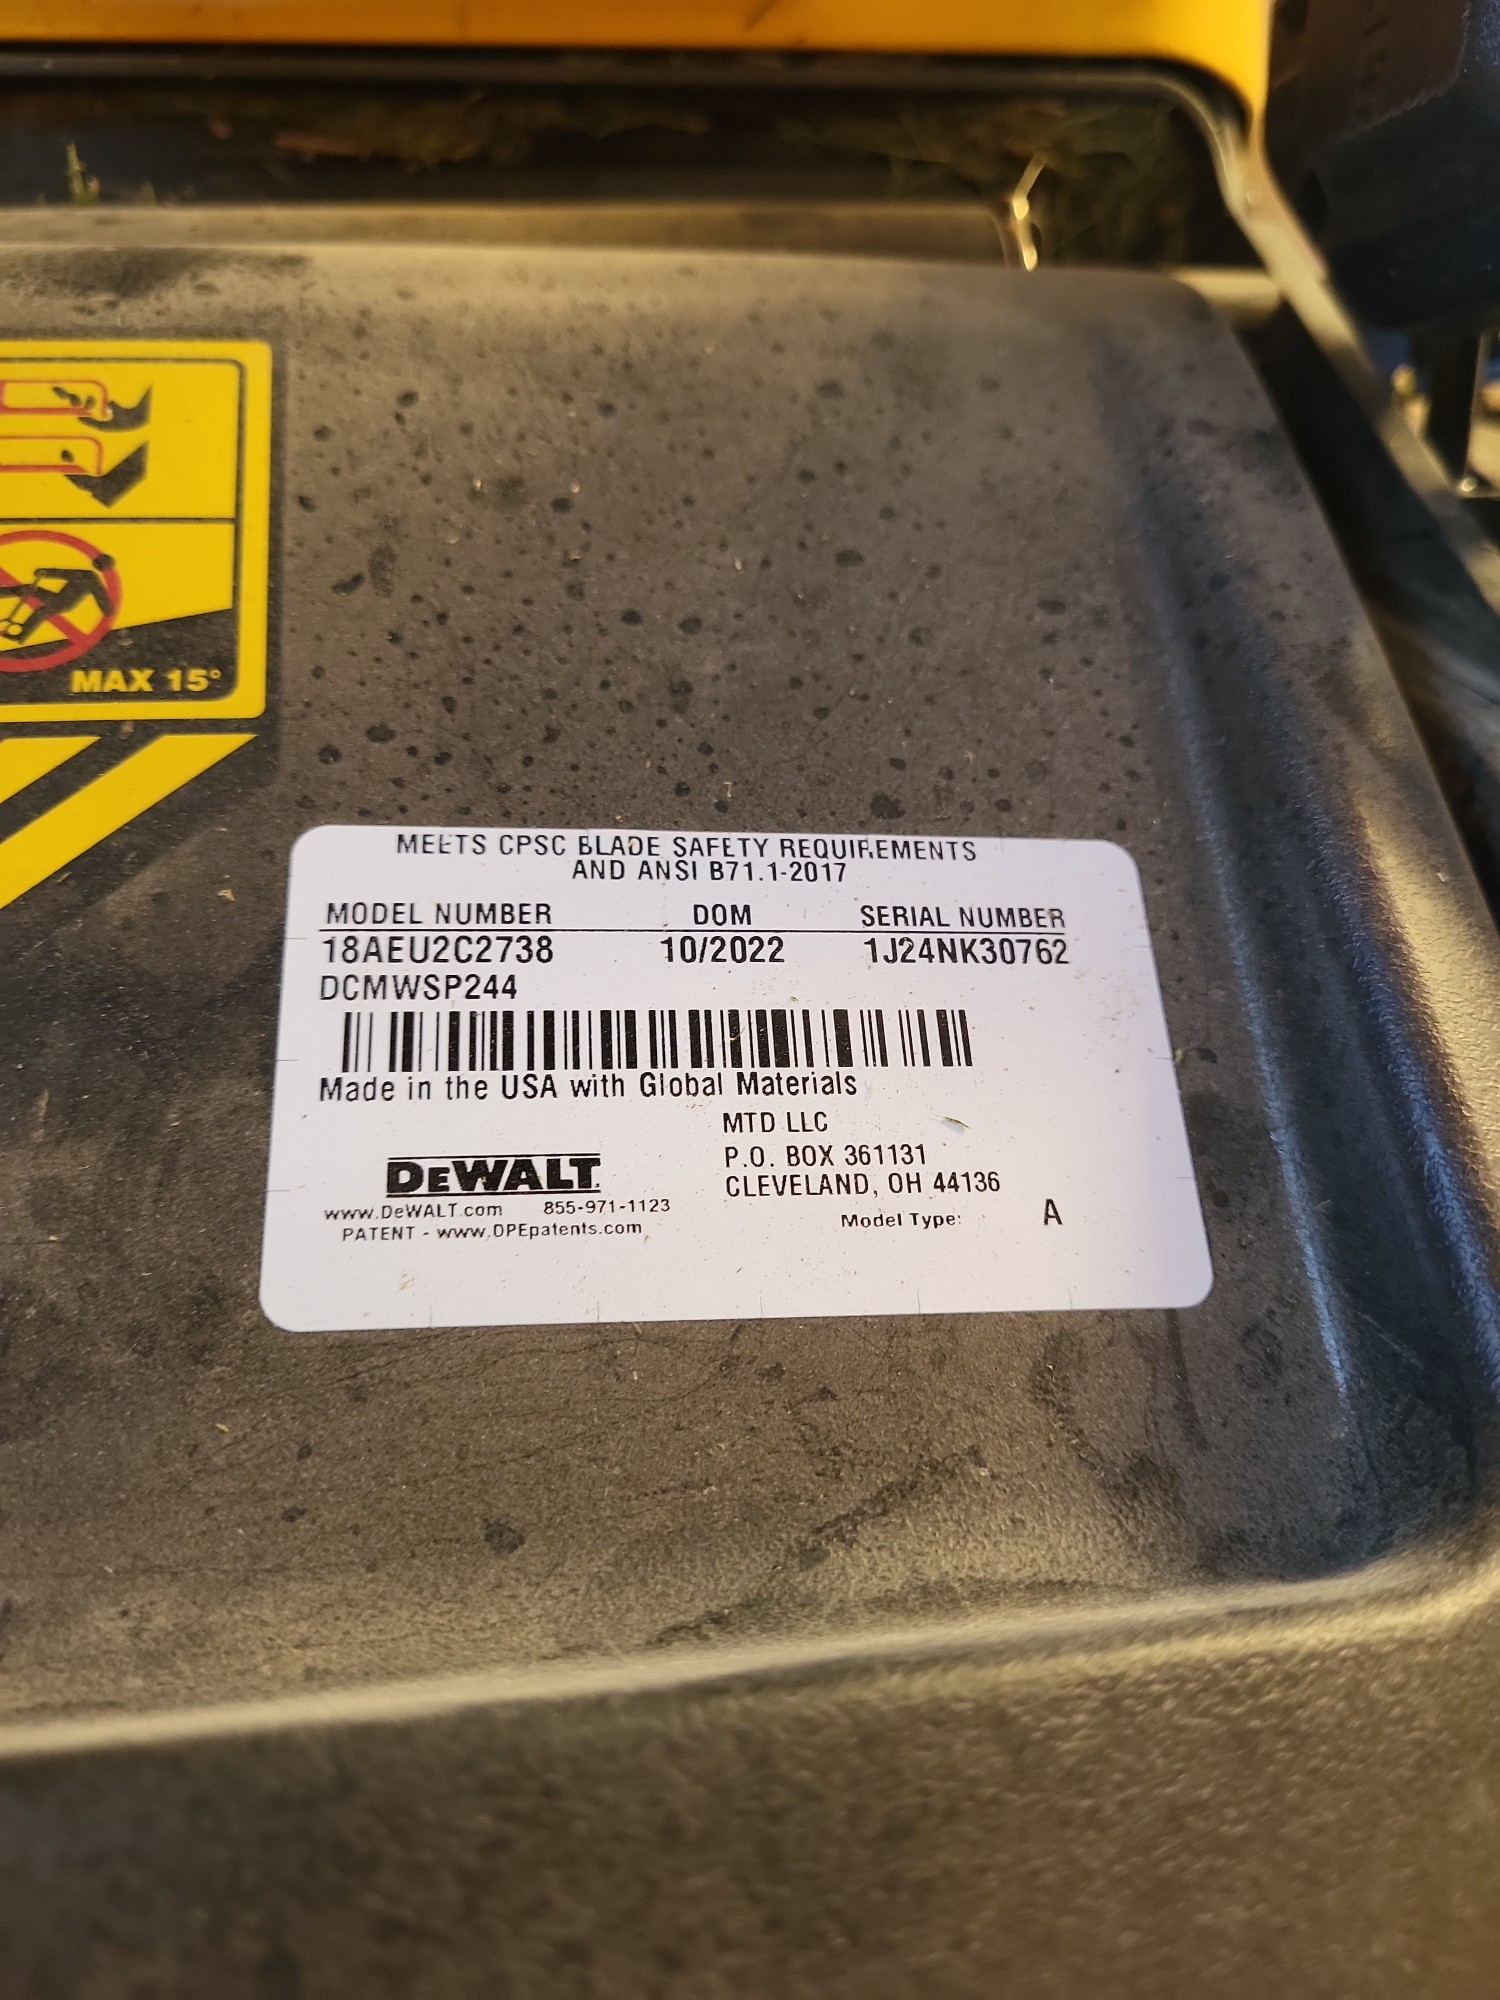 MAX 15°
MEETS CPSC BLADE SAFETY REQUIREMENTS
AND ANSI B71.1-2017
MODEL NUMBER DOM SERIAL NUMBER
18AEU2C2738 10/2022 1J24NK30762
DCMWSP244
Made in the USA with Global Materials
MTD LLC
P.O. BOX 361131
CLEVELAND, OH 44136
DEWALT
www.DeWALT.com 855-971-1123
PATENT - www.OPEpatents.com
Model Type: A